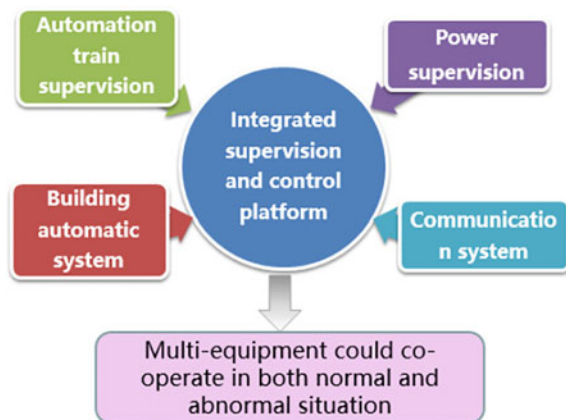 Automation
train
supervision
Power
supervision
Integrated
supervision
and control
platform
Building
automatic
system
Communicatio
n system
Multi-equipment could co-
operate in both normal and
abnormal situation